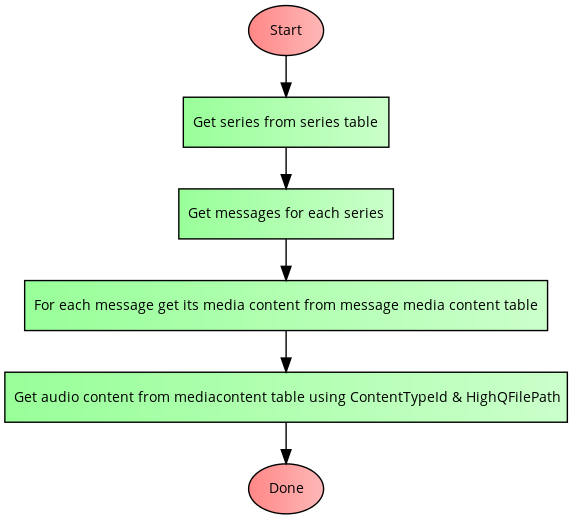 Start
Get series from series table
Get messages for each series
For each message get its media content from message media content table
Get audio content from mediacontent table using ContentTypeId & HighQFilePath
Done